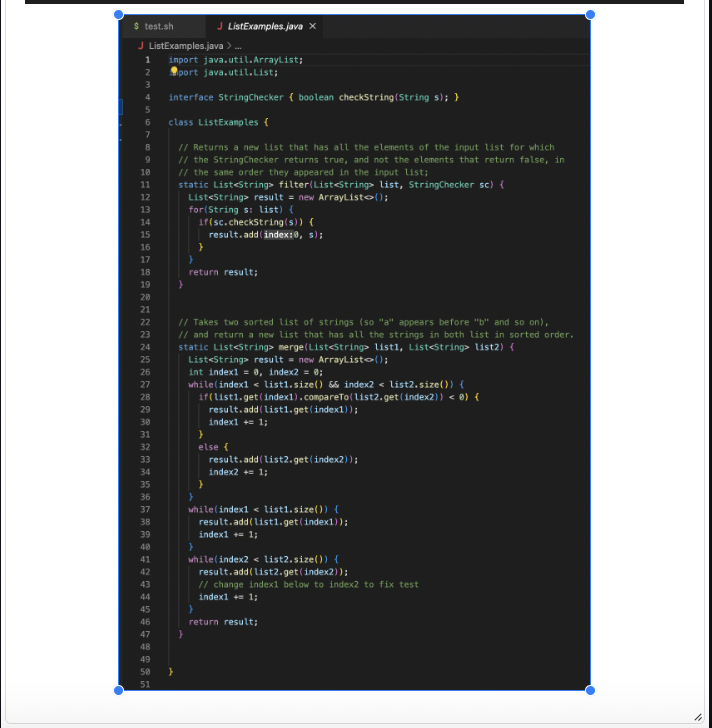 $ test.sh
J ListExamples.java ×
J ListExamples.java > ...
1 import java.util.ArrayList;
2 import java.util.List;
3
4 interface StringChecker { boolean checkString(String s); }
5
6 class ListExamples {
7
8 // Returns a new list that has all the elements of the input list for which
9 // the StringChecker returns true, and not the elements that return false, in
10 // the same order they appeared in the input list;
11 static List<String> filter(List<String> list, StringChecker sc) {
12 List<String> result = new ArrayList<>();
13 for(String s: list) {
14 if(sc.checkString(s)) {
15 result.add(index:0, s);
16 }
17 }
18 return result;
19 }
20
21
22 // Takes two sorted list of strings (so "a" appears before "b" and so on),
23 // and return a new list that has all the strings in both list in sorted order.
24 static List<String> merge(List<String> list1, List<String> list2) {
25 List<String> result = new ArrayList<>();
26 int index1 = 0, index2 = 0;
27 while(index1 < list1.size() && index2 < list2.size()) {
28 if(list1.get(index1).compareTo(list2.get(index2)) < 0) {
29 result.add(list1.get(index1));
30 index1 += 1;
31 }
32 else {
33 result.add(list2.get(index2));
34 index2 += 1;
35 }
36 }
37 while(index1 < list1.size()) {
38 result.add(list1.get(index1));
39 index1 += 1;
40 }
41 while(index2 < list2.size()) {
42 result.add(list2.get(index2));
43 // change index1 below to index2 to fix test
44 index1 += 1;
45 }
46 return result;
47 }
48
49
50 }
51